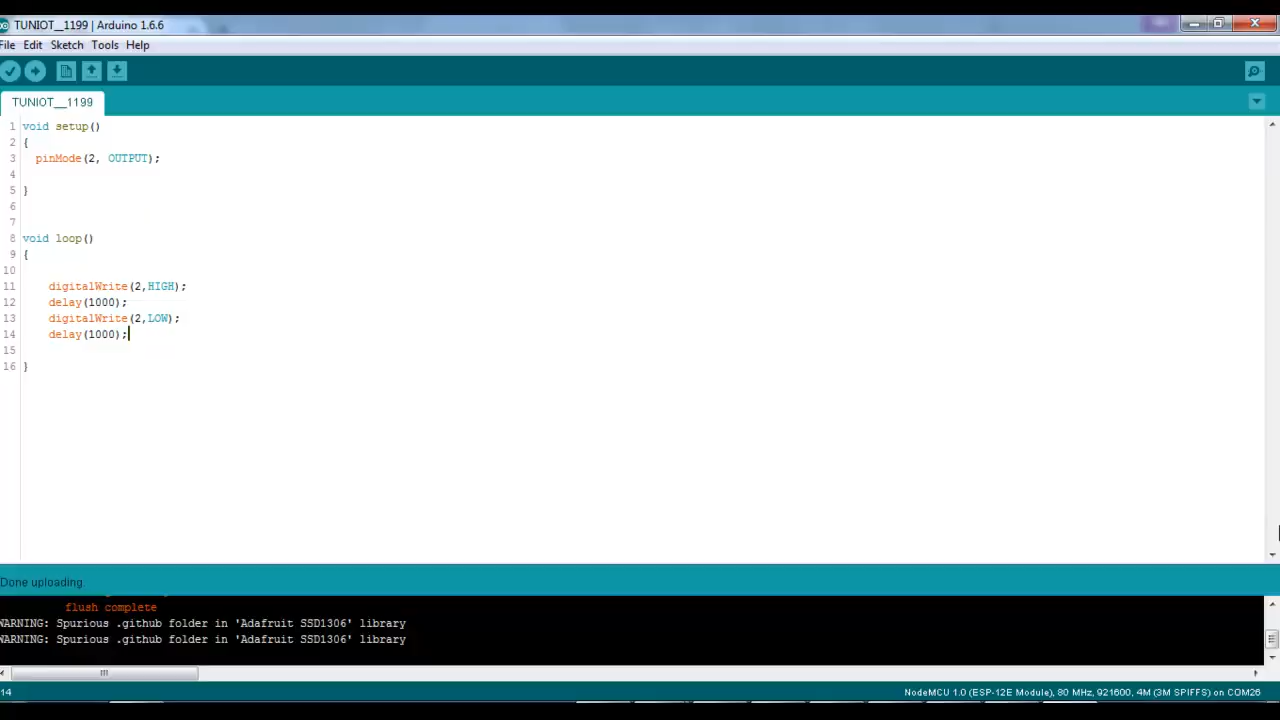 TUNIOT__1199 | Arduino 1.6.6
File Edit Sketch Tools Help
TUNIOT__1199
1 void setup()
2 {
3 pinMode(2, OUTPUT);
4
5 }
6
7
8 void loop()
9 {
10
11 digitalWrite(2,HIGH);
12 delay(1000);
13 digitalWrite(2,LOW);
14 delay(1000);
15
16 }
Done uploading.
flush complete
WARNING: Spurious .github folder in 'Adafruit SSD1306' library
WARNING: Spurious .github folder in 'Adafruit SSD1306' library
14 NodeMCU 1.0 (ESP-12E Module), 80 MHz, 921600, 4M (3M SPIFFS) on COM26